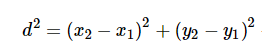 d² = (x₂ − x₁)² + (y₂ − y₁)²